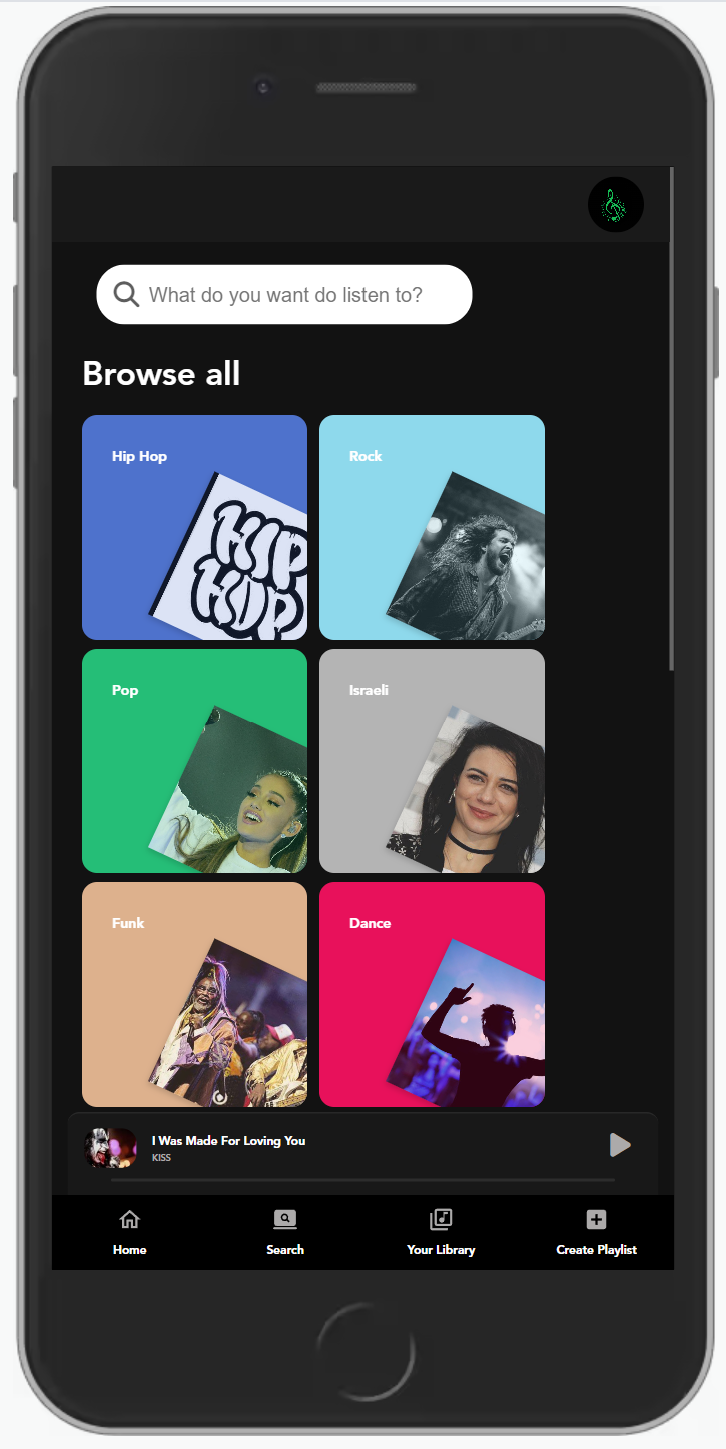 What do you want do listen to?
Browse all
Hip Hop
HIP
HOP
Rock
Pop
Israeli
Funk
Dance
I Was Made For Loving You
KISS
Home
Search
Your Library
Create Playlist